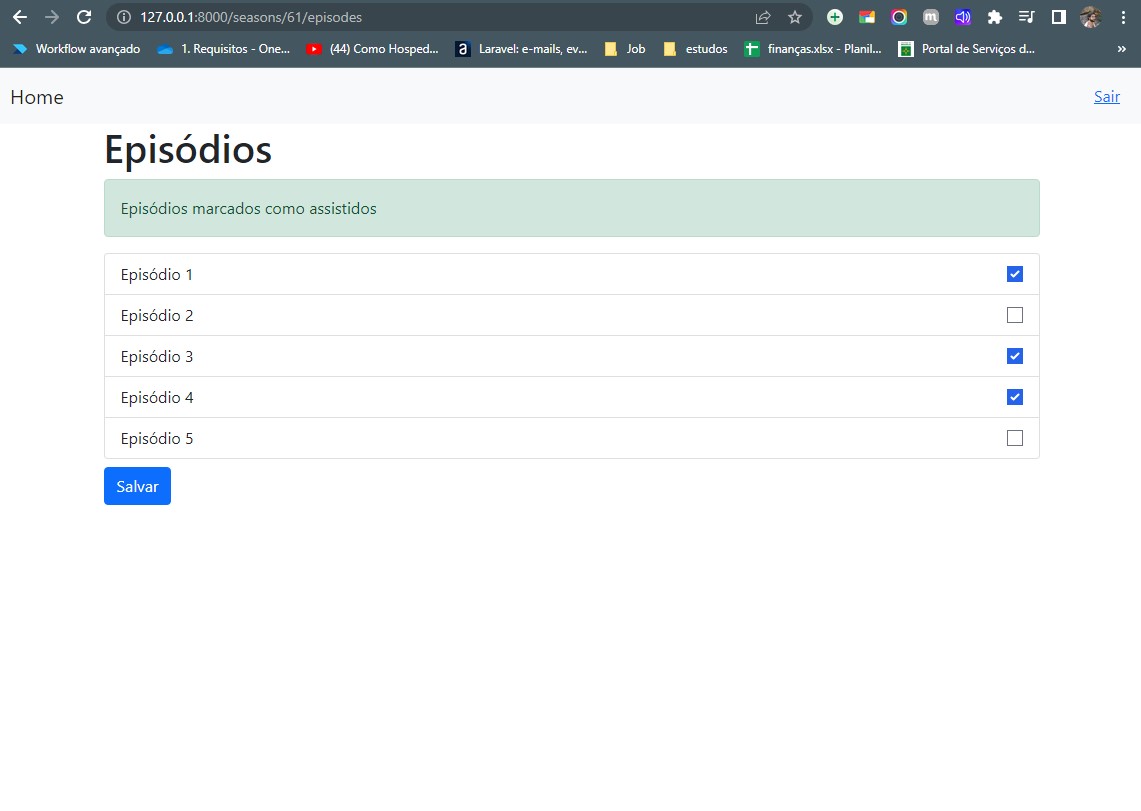 127.0.0.1:8000/seasons/61/episodes
Workflow avançado 1. Requisitos - One... (44) Como Hosped... a Laravel: e-mails, ev... Job estudos finanças.xlsx - Planil... Portal de Serviços d... »
Home Sair
Episódios
Episódios marcados como assistidos
Episódio 1
Episódio 2
Episódio 3
Episódio 4
Episódio 5
Salvar